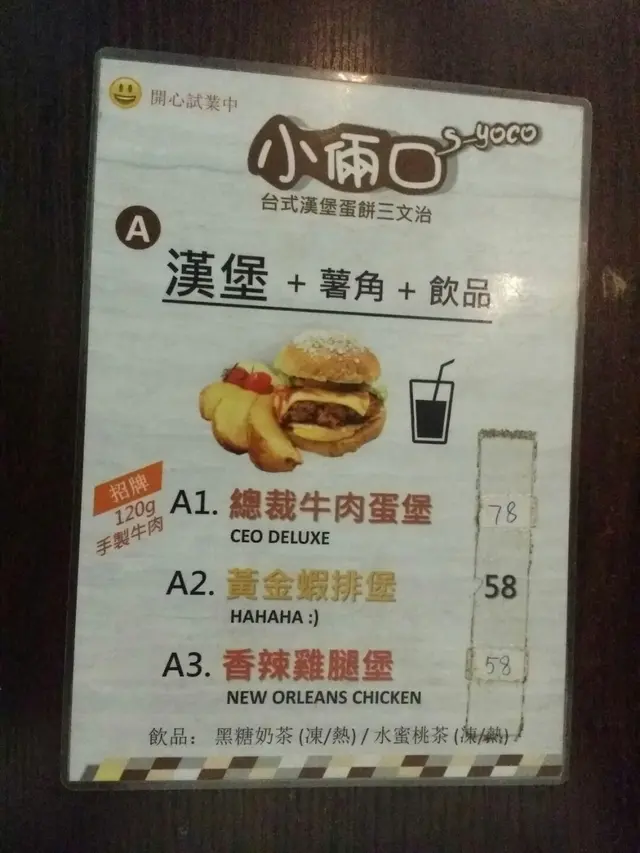 開心試業中
小倆口 S-YOCO
台式漢堡蛋餅三文治
A
漢堡 + 薯角 + 飲品
招牌
120g
手製牛肉
A1. 總裁牛肉蛋堡 78
CEO DELUXE
A2. 黃金蝦排堡 58
HAHAHA :)
A3. 香辣雞腿堡 58
NEW ORLEANS CHICKEN
飲品： 黑糖奶茶 (凍/熱) / 水蜜桃茶 (凍/熱)